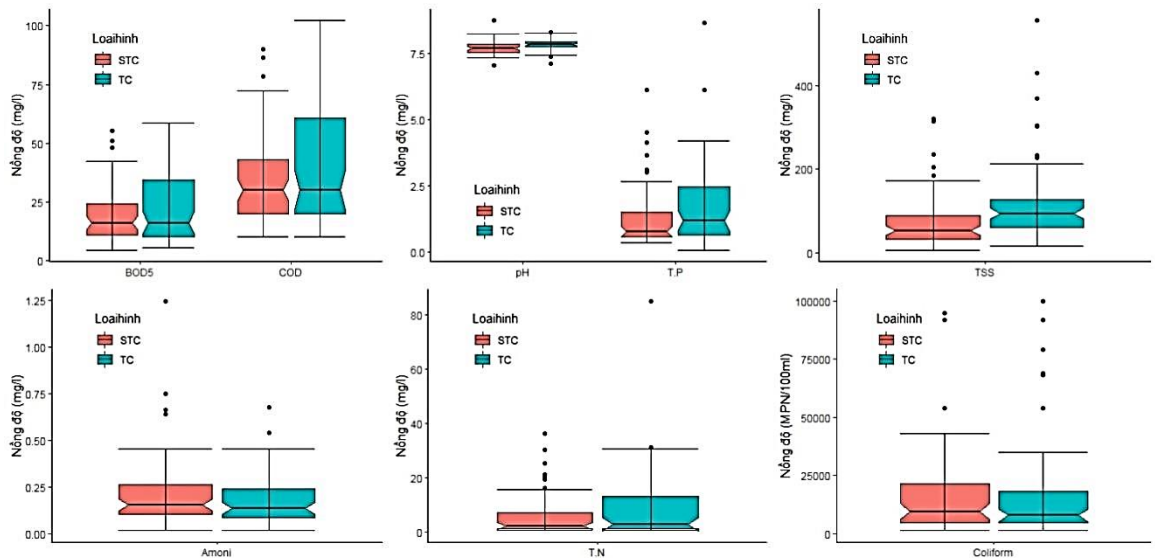 Nồng độ (mg/l)
100
75
50
25
0
Loaihinh
STC
TC
BOD5
COD
Nồng độ (mg/l)
7.5
5.0
2.5
0.0
Loaihinh
STC
TC
pH
T.P
Nồng độ (mg/l)
400
200
0
Loaihinh
STC
TC
TSS
Nồng độ (mg/l)
1.25
1.00
0.75
0.50
0.25
0.00
Loaihinh
STC
TC
Amoni
Nồng độ (mg/l)
80
60
40
20
0
Loaihinh
STC
TC
T.N
Nồng độ (MPN/100ml)
100000
75000
50000
25000
0
Loaihinh
STC
TC
Coliform